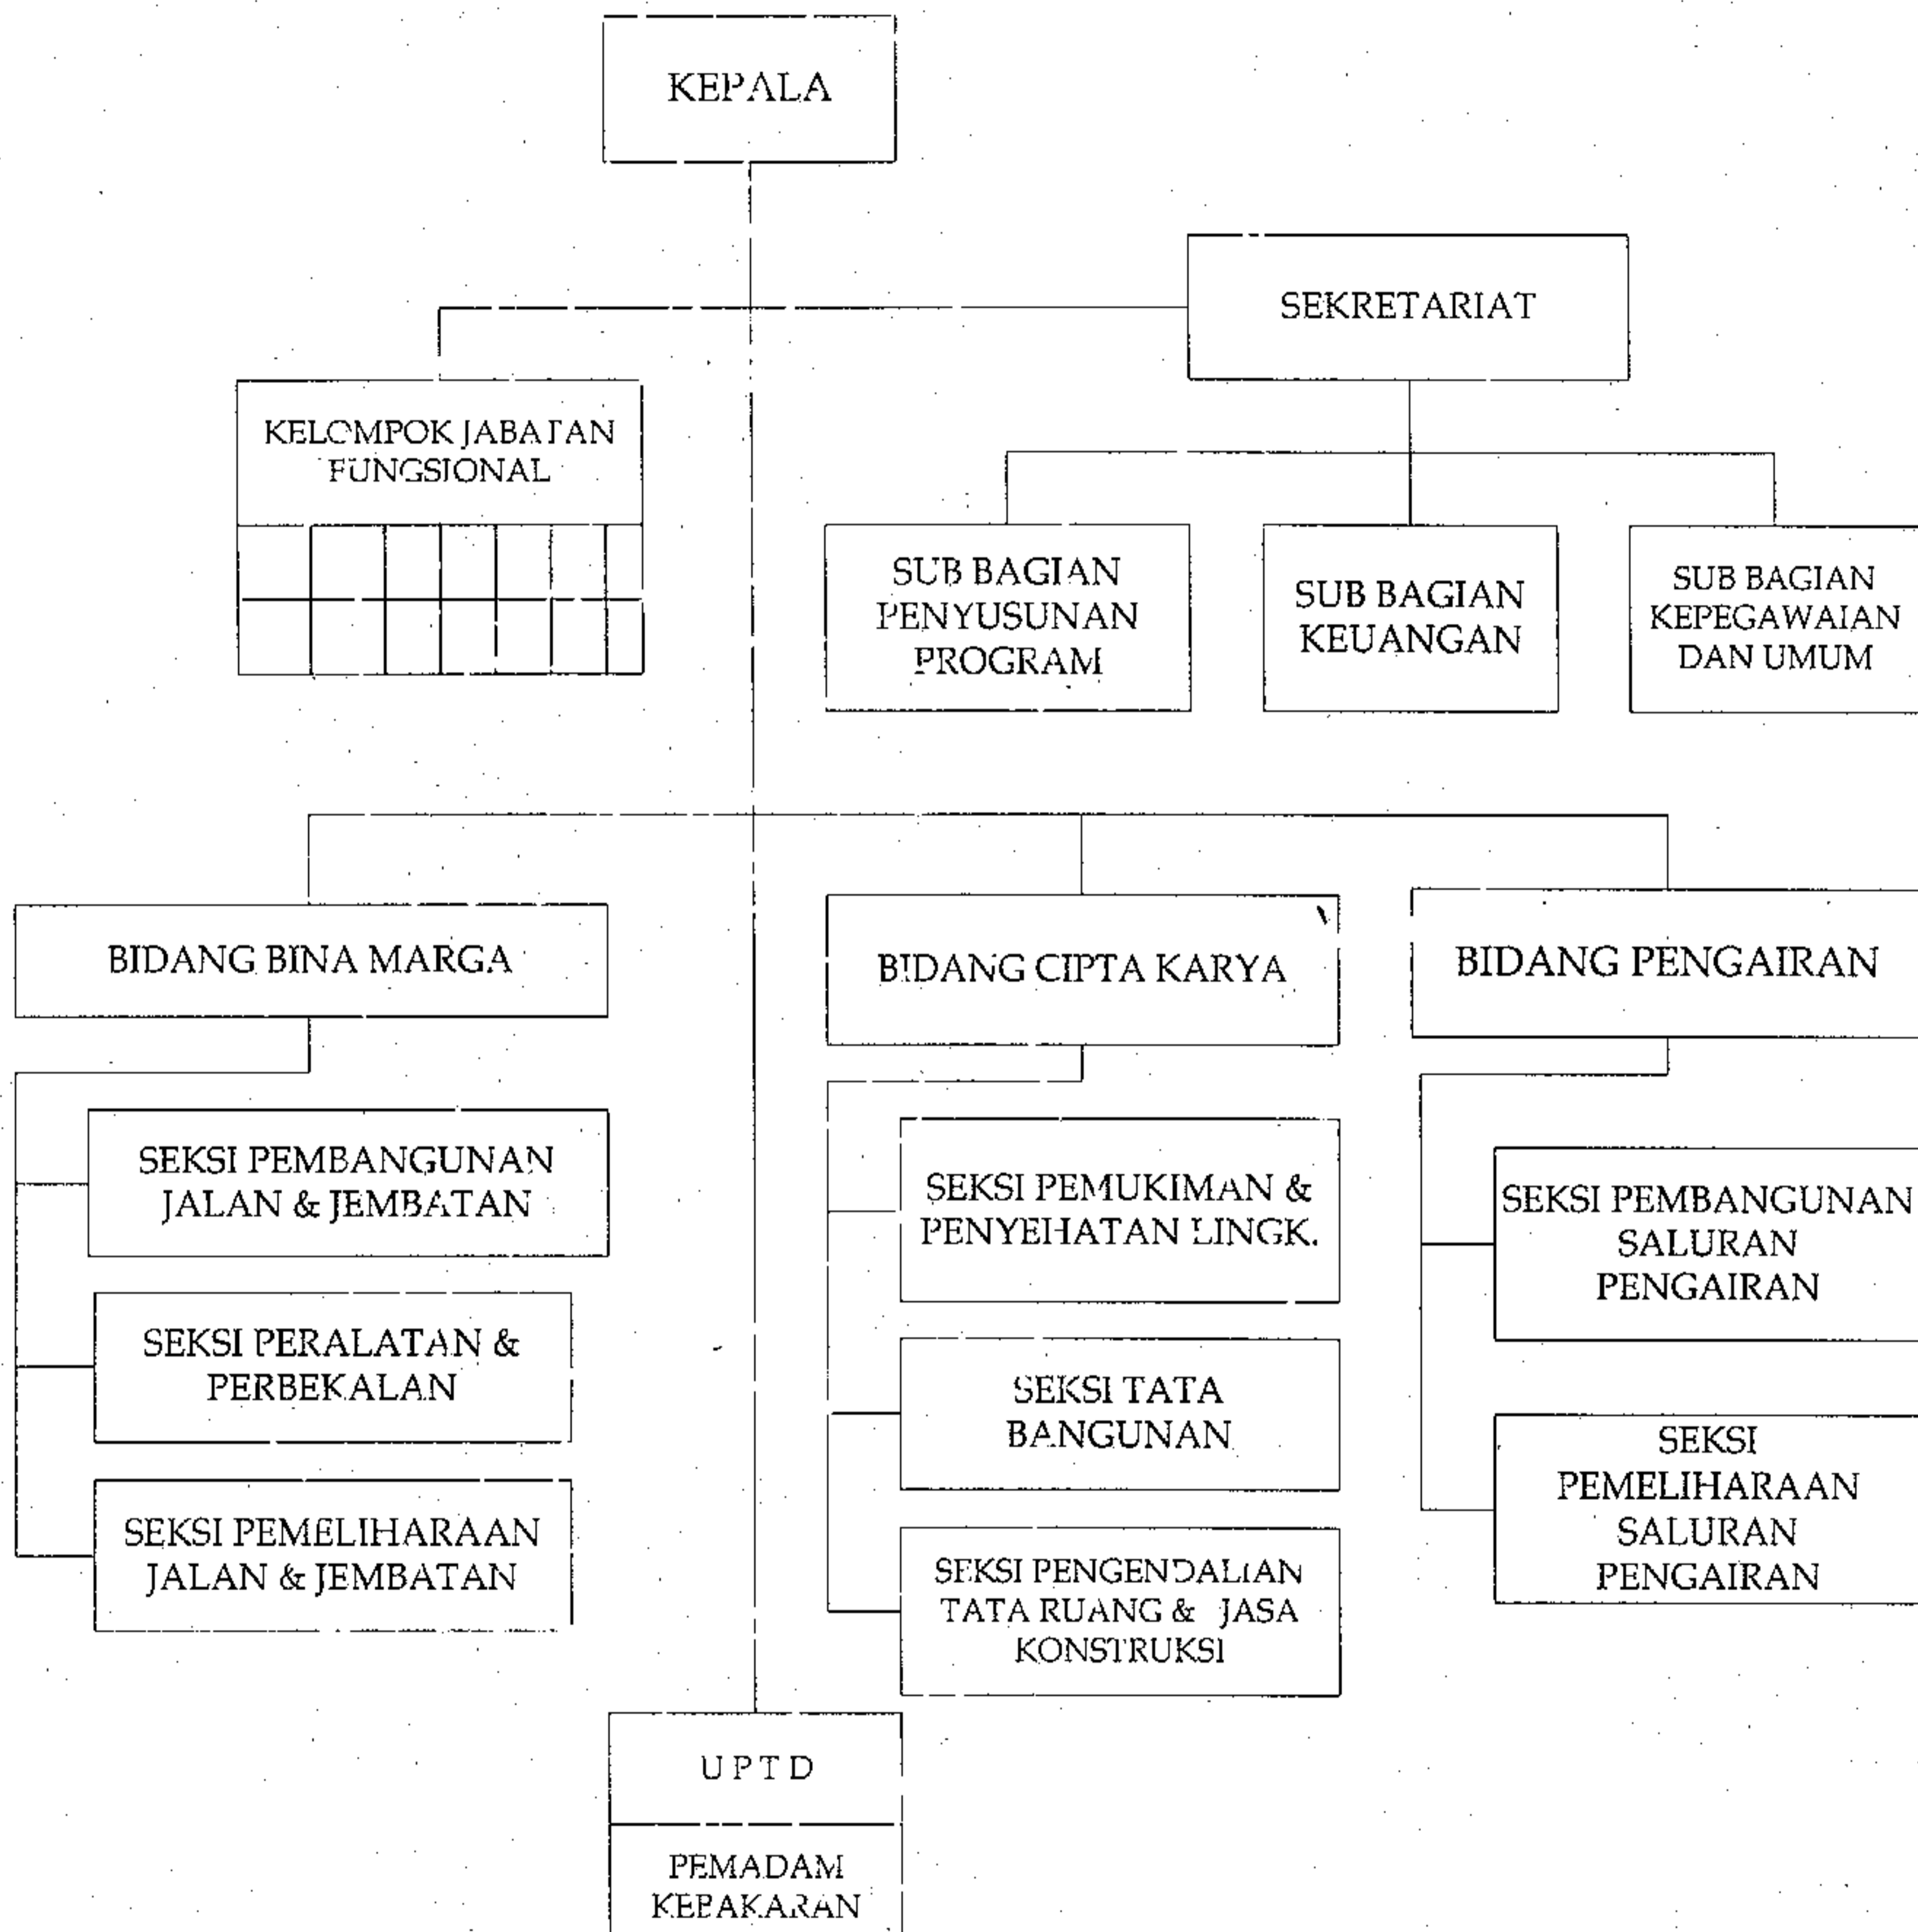 KEPALA
SEKRETARIAT
KELOMPOK JABATAN
FUNGSIONAL
SUB BAGIAN
PENYUSUNAN
PROGRAM
SUB BAGIAN
KEUANGAN
SUB BAGIAN
KEPEGAWAIAN
DAN UMUM
BIDANG BINA MARGA
BIDANG CIPTA KARYA
BIDANG PENGAIRAN
SEKSI PEMBANGUNAN
JALAN & JEMBATAN
SEKSI PERALATAN &
PERBEKALAN
SEKSI PEMELIHARAAN
JALAN & JEMBATAN
SEKSI PEMUKIMAN &
PENYEHATAN LINGK.
SEKSI TATA
BANGUNAN
SEKSI PENGENDALIAN
TATA RUANG & JASA
KONSTRUKSI
SEKSI PEMBANGUNAN
SALURAN
PENGAIRAN
SEKSI
PEMELIHARAAN
SALURAN
PENGAIRAN
U P T D
PEMADAM
KEBAKARAN